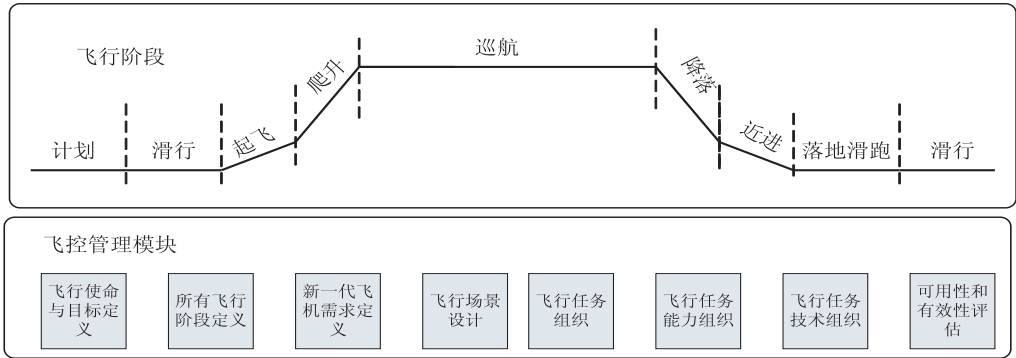 飞行阶段
计划
滑行
起飞
爬升
巡航
降落
近进
落地滑跑
滑行
飞控管理模块
飞行使命
与目标定
义
所有飞行
阶段定义
新一代飞
机需求定
义
飞行场景
设计
飞行任务
组织
飞行任务
能力组织
飞行任务
技术组织
可用性和
有效性评
估